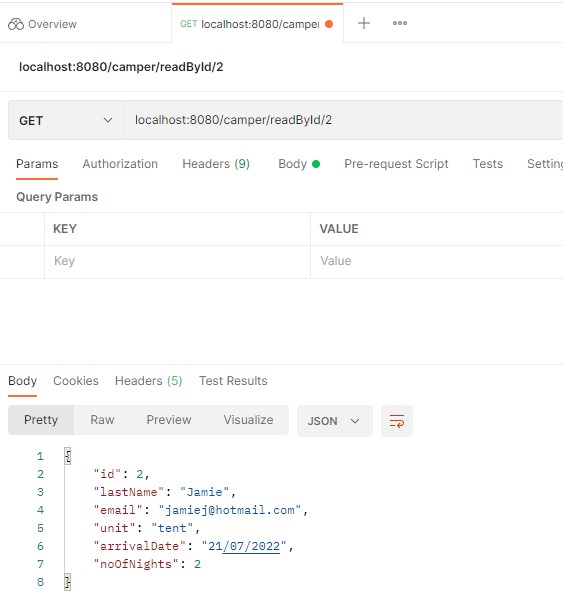 Overview GET localhost:8080/camper
localhost:8080/camper/readById/2
GET localhost:8080/camper/readById/2
Params Authorization Headers (9) Body Pre-request Script Tests Settin
Query Params
KEY VALUE
Key Value
Body Cookies Headers (5) Test Results
Pretty Raw Preview Visualize JSON
1 {
2 "id": 2,
3 "lastName": "Jamie",
4 "email": "jamiej@hotmail.com",
5 "unit": "tent",
6 "arrivalDate": "21/07/2022",
7 "noOfNights": 2
8 }